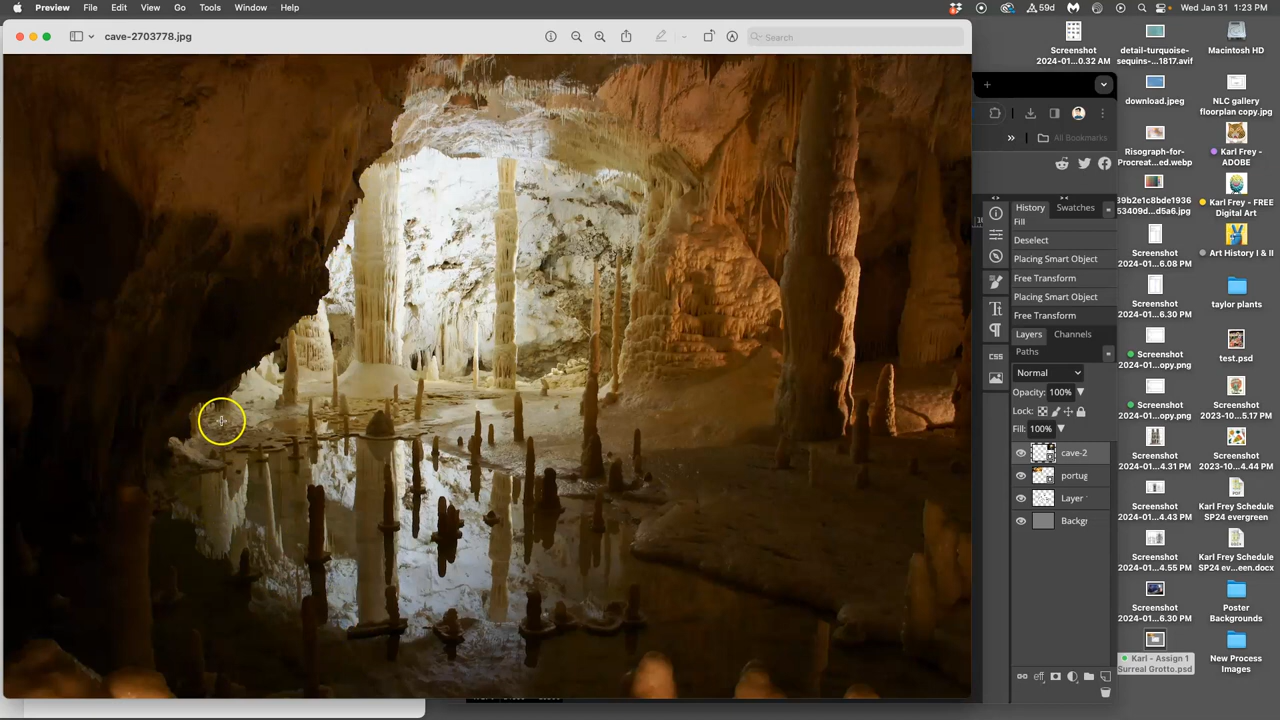 Preview File Edit View Go Tools Window Help
59d Wed Jan 31 1:23 PM
cave-2703778.jpg
Search
All Bookmarks
History Swatches
Fill
Deselect
Placing Smart Object
Free Transform
Placing Smart Object
Free Transform
Layers Channels
Paths
Normal
Opacity: 100%
Lock:
Fill: 100%
cave-2
portug
Layer
Backgr
Screenshot
2024-01...0.32 AM
detail-turquoise-
sequins-...1817.avif
Macintosh HD
download.jpeg
NLC gallery
floorplan copy.jpg
Risograph-for-
Procreat...ed.webp
Karl Frey -
ADOBE
39b2e1c8bde1936
53409d...d5a6.jpg
Karl Frey - FREE
Digital Art
Screenshot
2024-01...6.08 PM
Art History I & II
Screenshot
2024-01...6.30 PM
taylor plants
Screenshot
2024-01...opy.png
test.psd
Screenshot
2024-01...opy.png
Screenshot
2023-10...5.17 PM
Screenshot
2024-01...4.31 PM
Screenshot
2023-10...4.44 PM
Screenshot
2024-01...4.43 PM
Karl Frey Schedule
SP24 evergreen
Screenshot
2024-01...4.55 PM
Karl Frey Schedule
SP24 ev...een.docx
Screenshot
2024-01...6.30 PM
Poster
Backgrounds
Karl - Assign 1
Surreal Grotto.psd
New Process
Images